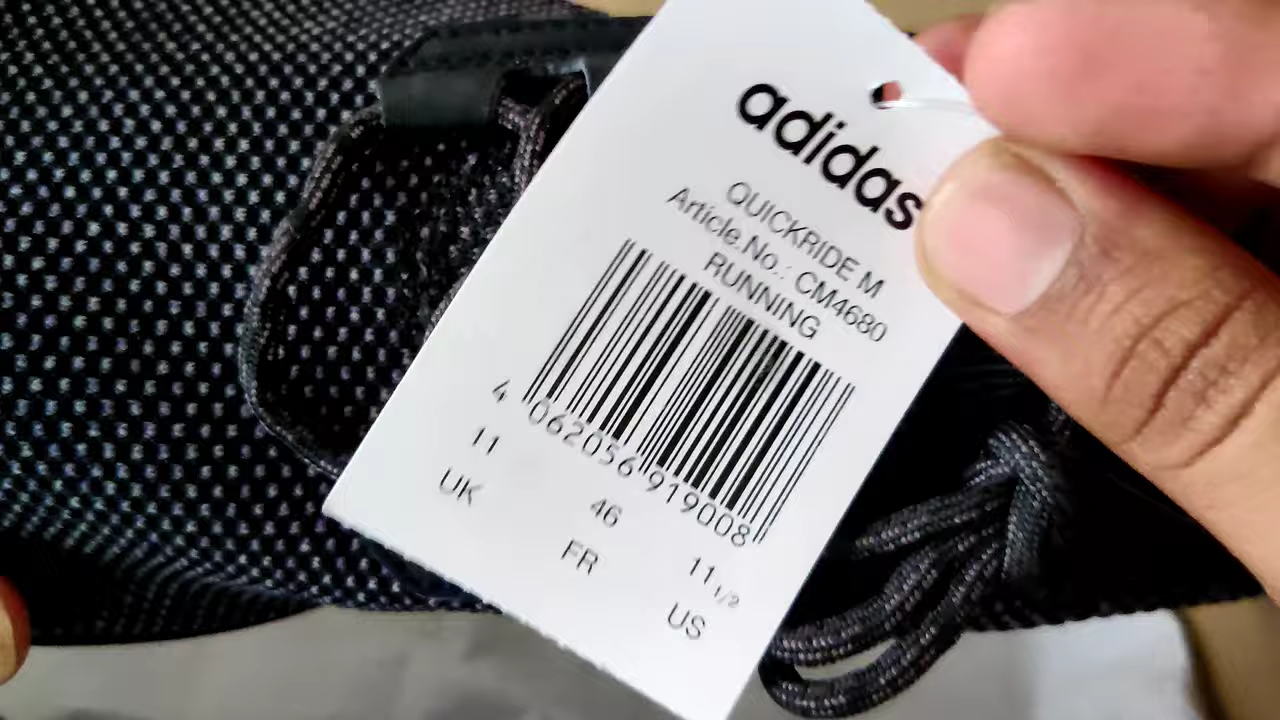 adidas
QUICKRIDE M
Article.No.: CM4680
RUNNING
4 062056 919008
11 46 11 1/2
UK FR US